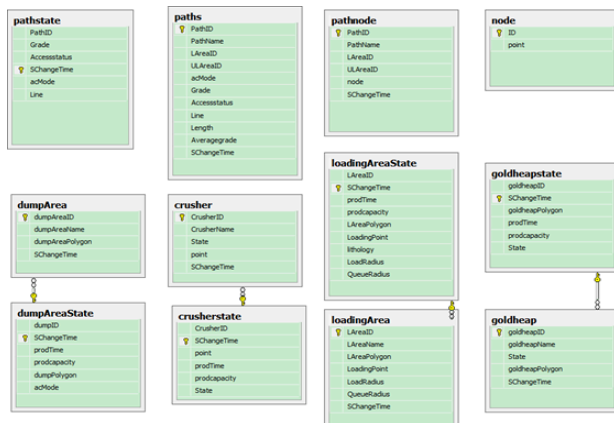 pathstate
PathID
Grade
Accessstatus
SChangeTime
acMode
Line
paths
PathID
PathName
LAreaID
ULAreaID
acMode
Grade
Accessstatus
Line
Length
Averagegrade
SChangeTime
pathnode
PathID
PathName
LAreaID
ULAreaID
node
SChangeTime
node
ID
point
dumpArea
dumpAreaID
dumpAreaName
dumpAreaPolygon
SChangeTime
crusher
CrusherID
CrusherName
State
point
SChangeTime
loadingAreaState
LAreaID
SChangeTime
prodTime
prodcapacity
LAreaPolygon
LoadingPoint
lithology
LoadRadius
QueueRadius
goldheapstate
goldheapID
SChangeTime
goldheapPolygon
prodTime
prodcapacity
State
dumpAreaState
dumpID
SChangeTime
prodTime
prodcapacity
dumpPolygon
acMode
crusherstate
CrusherID
SChangeTime
point
prodTime
prodcapacity
State
loadingArea
LAreaID
LAreaName
LAreaPolygon
LoadingPoint
LoadRadius
QueueRadius
SChangeTime
goldheap
goldheapID
goldheapName
State
goldheapPolygon
SChangeTime